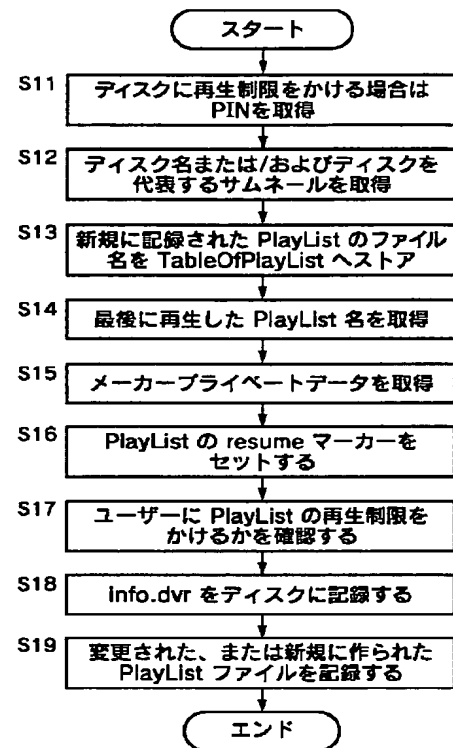 スタート
S11
ディスクに再生制限をかける場合は
PINを取得
S12
ディスク名または/およびディスクを
代表するサムネールを取得
S13
新規に記録された PlayList のファイル
名を TableOfPlayList へストア
S14
最後に再生した PlayList 名を取得
S15
メーカープライベートデータを取得
S16
PlayList の resume マーカーを
セットする
S17
ユーザーに PlayList の再生制限を
かけるかを確認する
S18
info.dvr をディスクに記録する
S19
変更された、または新規に作られた
PlayList ファイルを記録する
エンド